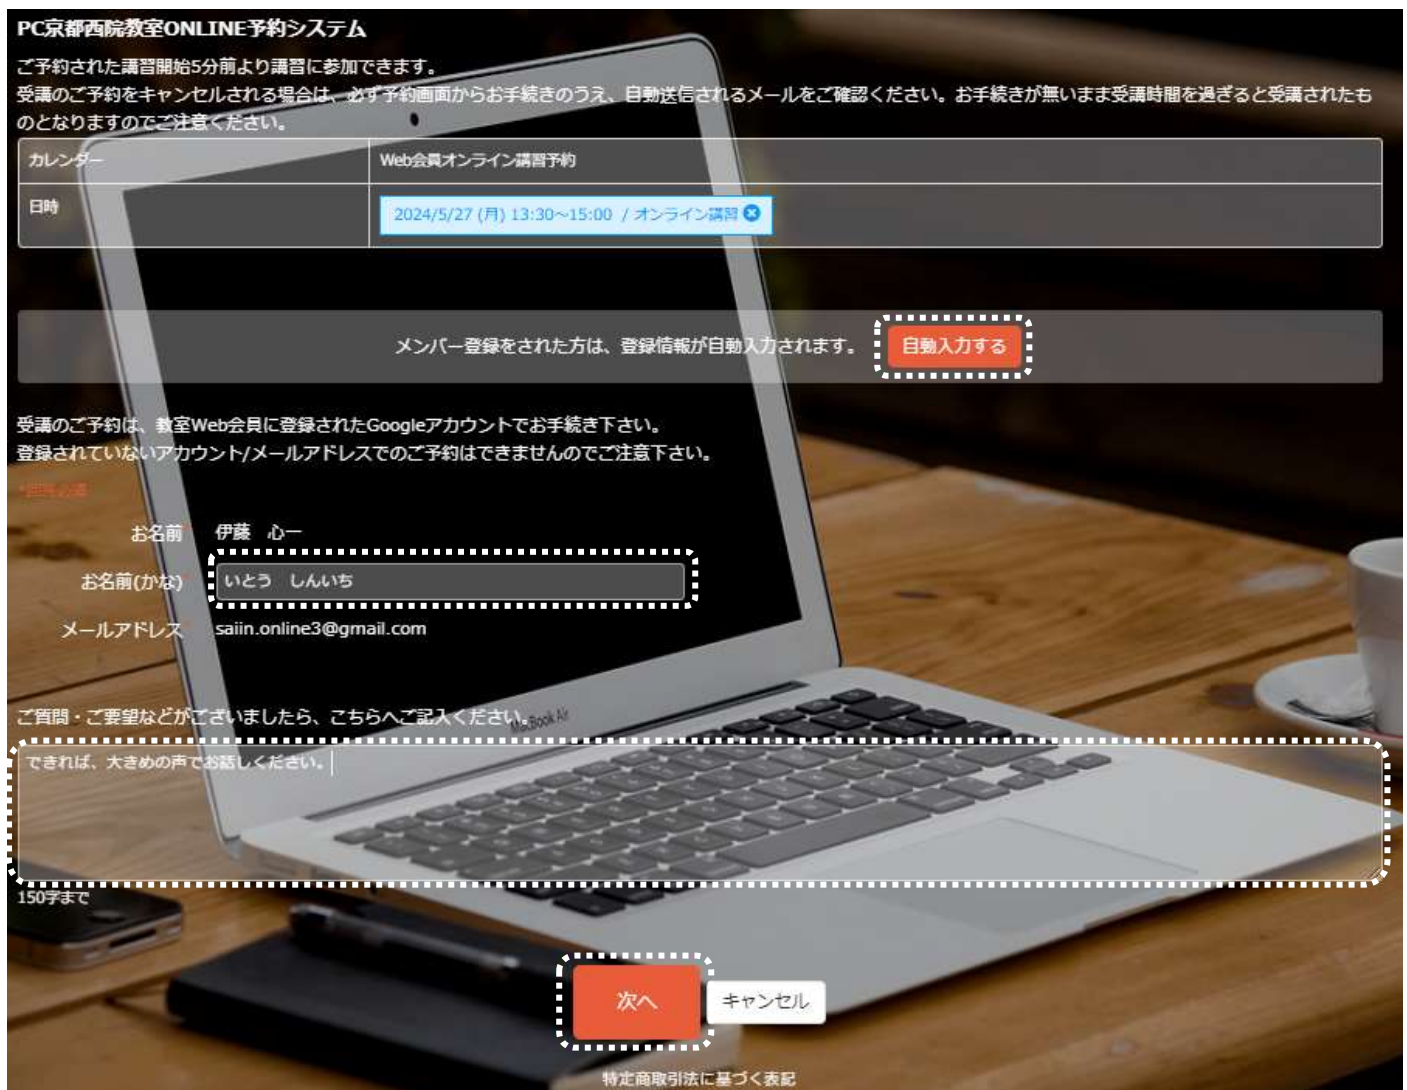 PC京都西院教室ONLINE予約システム
ご予約された講習開始5分前より講習に参加できます。
受講のご予約をキャンセルされる場合は、必ず予約画面からお手続きのうえ、自動送信されるメールをご確認ください。お手続きが無いまま受講時間を過ぎると受講されたも
のとなりますのでご注意ください。
カレンダー Web会員オンライン講習予約
日時 2024/5/27 (月) 13:30～15:00 / オンライン講習
メンバー登録をされた方は、登録情報が自動入力されます。 自動入力する
受講のご予約は、教室Web会員に登録されたGoogleアカウントでお手続き下さい。
登録されていないアカウント/メールアドレスでのご予約はできませんのでご注意下さい。
*回答必須
お名前* 伊藤　心一
お名前(かな)* いとう　しんいち
メールアドレス* saiin.online3@gmail.com
ご質問・ご要望などがございましたら、こちらへご記入ください。
MacBook Air
できれば、大きめの声でお話しください。
150字まで
次へ キャンセル
特定商取引法に基づく表記